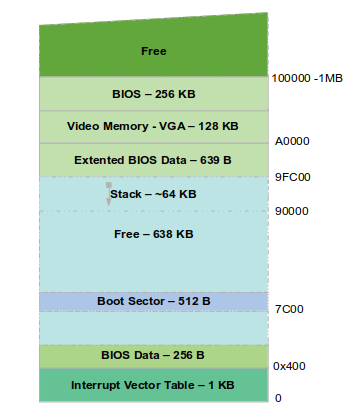 Free
100000 -1MB
BIOS – 256 KB
Video Memory - VGA – 128 KB
A0000
Extented BIOS Data – 639 B
9FC00
Stack – ~64 KB
90000
Free – 638 KB
Boot Sector – 512 B
7C00
BIOS Data – 256 B
0x400
Interrupt Vector Table – 1 KB
0